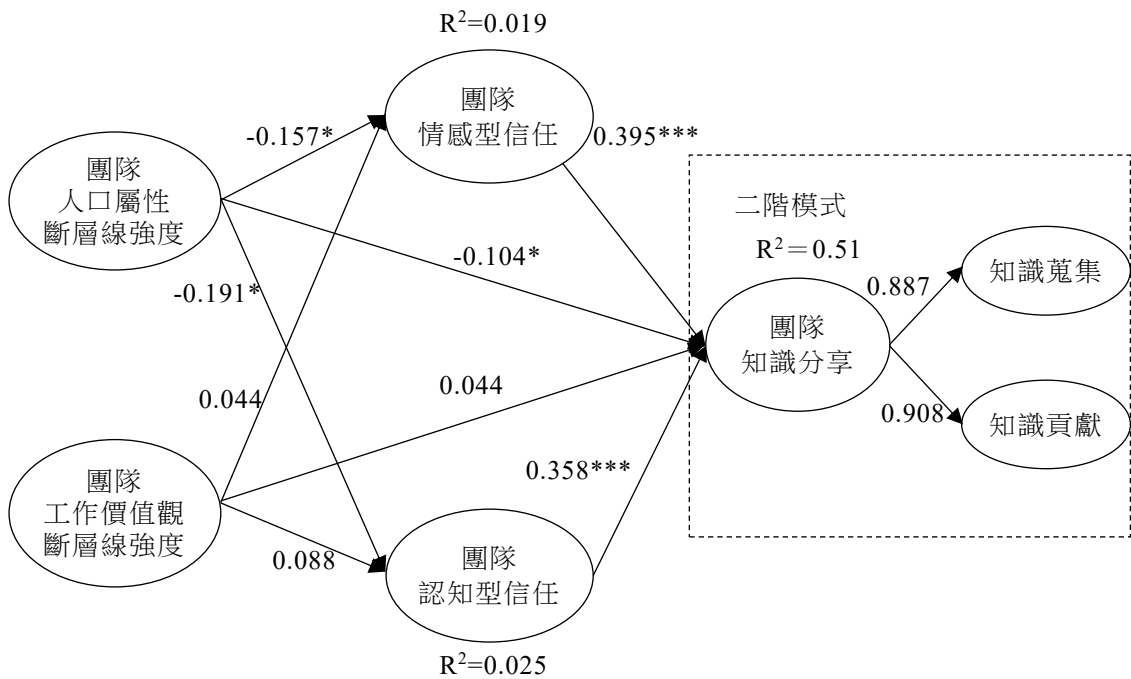 R²=0.019
團隊
情感型信任
-0.157*
0.395***
團隊
人口屬性
斷層線強度
二階模式
R²＝0.51
-0.104*
知識蒐集
0.887
-0.191*
團隊
知識分享
0.044
0.044
0.908
知識貢獻
團隊
工作價值觀
斷層線強度
0.358***
0.088
團隊
認知型信任
R²=0.025